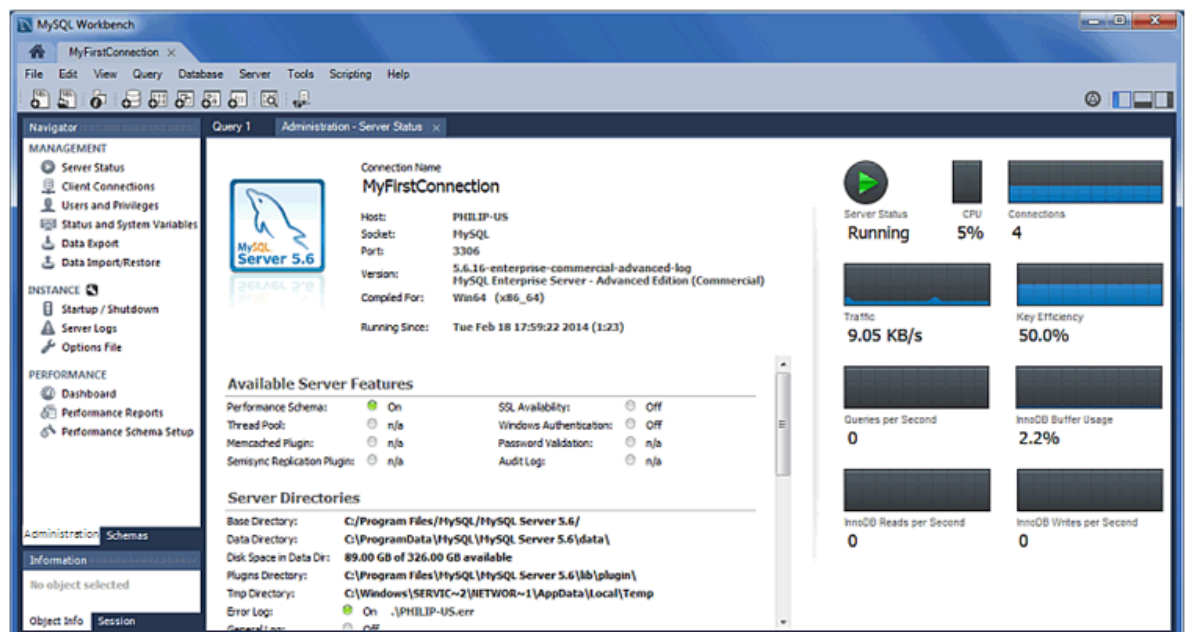 MySQL Workbench
MyFirstConnection ×
File Edit View Query Database Server Tools Scripting Help
Navigator
MANAGEMENT
Server Status
Client Connections
Users and Privileges
Status and System Variables
Data Export
Data Import/Restore
INSTANCE
Startup / Shutdown
Server Logs
Options File
PERFORMANCE
Dashboard
Performance Reports
Performance Schema Setup
Administration Schemas
Information
No object selected
Object Info Session
Query 1 Administration - Server Status ×
MySQL
Server 5.6
Connection Name
MyFirstConnection
Host: PHILIP-US
Socket: MySQL
Port: 3306
Version: 5.6.16-enterprise-commercial-advanced-log
MySQL Enterprise Server - Advanced Edition (Commercial)
Compiled For: Win64 (x86_64)
Running Since: Tue Feb 18 17:59:22 2014 (1:23)
Available Server Features
Performance Schema: On SSL Availability: Off
Thread Pool: n/a Windows Authentication: Off
Memcached Plugin: n/a Password Validation: n/a
Semisync Replication Plugin: n/a Audit Log: n/a
Server Directories
Base Directory: C:/Program Files/MySQL/MySQL Server 5.6/
Data Directory: C:\ProgramData\MySQL\MySQL Server 5.6\data\
Disk Space in Data Dir: 89.00 GB of 326.00 GB available
Plugins Directory: C:\Program Files\MySQL\MySQL Server 5.6\lib\plugin\
Tmp Directory: C:\Windows\SERVIC~2\NETWOR~1\AppData\Local\Temp
Error Log: On .\PHILIP-US.err
General Log: Off
Server Status CPU Connections
Running 5% 4
Traffic Key Efficiency
9.05 KB/s 50.0%
Queries per Second InnoDB Buffer Usage
0 2.2%
InnoDB Reads per Second InnoDB Writes per Second
0 0